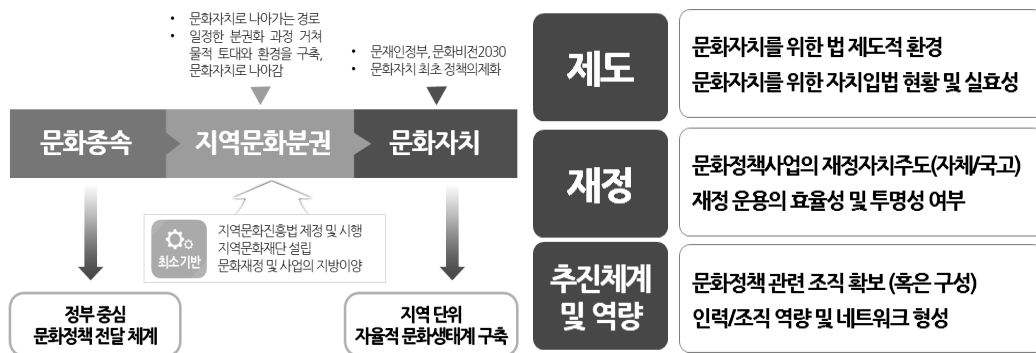 • 문화자치로 나아가는 경로
• 일정한 분권화 과정 거쳐
물적 토대와 환경을 구축,
문화자치로 나아감
• 문재인정부, 문화비전2030
• 문화자치 최초 정책의제화
문화종속
지역문화분권
문화자치
최소기반
지역문화진흥법 제정 및 시행
지역문화재단 설립
문화재정 및 사업의 지방이양
정부 중심
문화정책 전달 체계
지역 단위
자율적 문화생태계 구축
제도
문화자치를 위한 법 제도적 환경
문화자치를 위한 자치입법 현황 및 실효성
재정
문화정책사업의 재정자치주도(자체/국고)
재정 운용의 효율성 및 투명성 여부
추진체계
및 역량
문화정책 관련 조직 확보 (혹은 구성)
인력/조직 역량 및 네트워크 형성